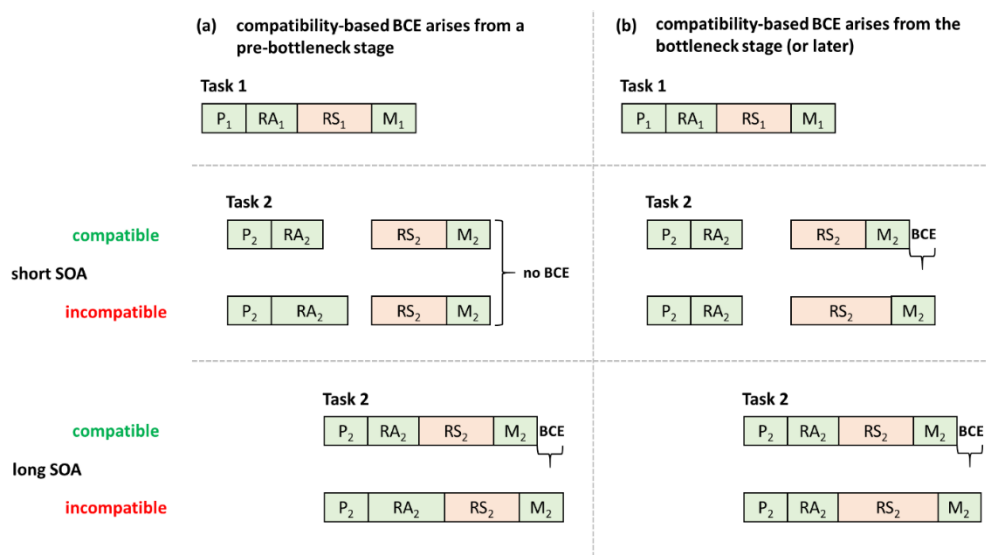 (a) compatibility-based BCE arises from a
pre-bottleneck stage
(b) compatibility-based BCE arises from the
bottleneck stage (or later)
Task 1
P₁ RA₁ RS₁ M₁
Task 1
P₁ RA₁ RS₁ M₁
short SOA
Task 2
compatible
P₂ RA₂ RS₂ M₂
incompatible
P₂ RA₂ RS₂ M₂
no BCE
Task 2
P₂ RA₂ RS₂ M₂ BCE
P₂ RA₂ RS₂ M₂
long SOA
Task 2
compatible
P₂ RA₂ RS₂ M₂ BCE
incompatible
P₂ RA₂ RS₂ M₂
Task 2
P₂ RA₂ RS₂ M₂ BCE
P₂ RA₂ RS₂ M₂